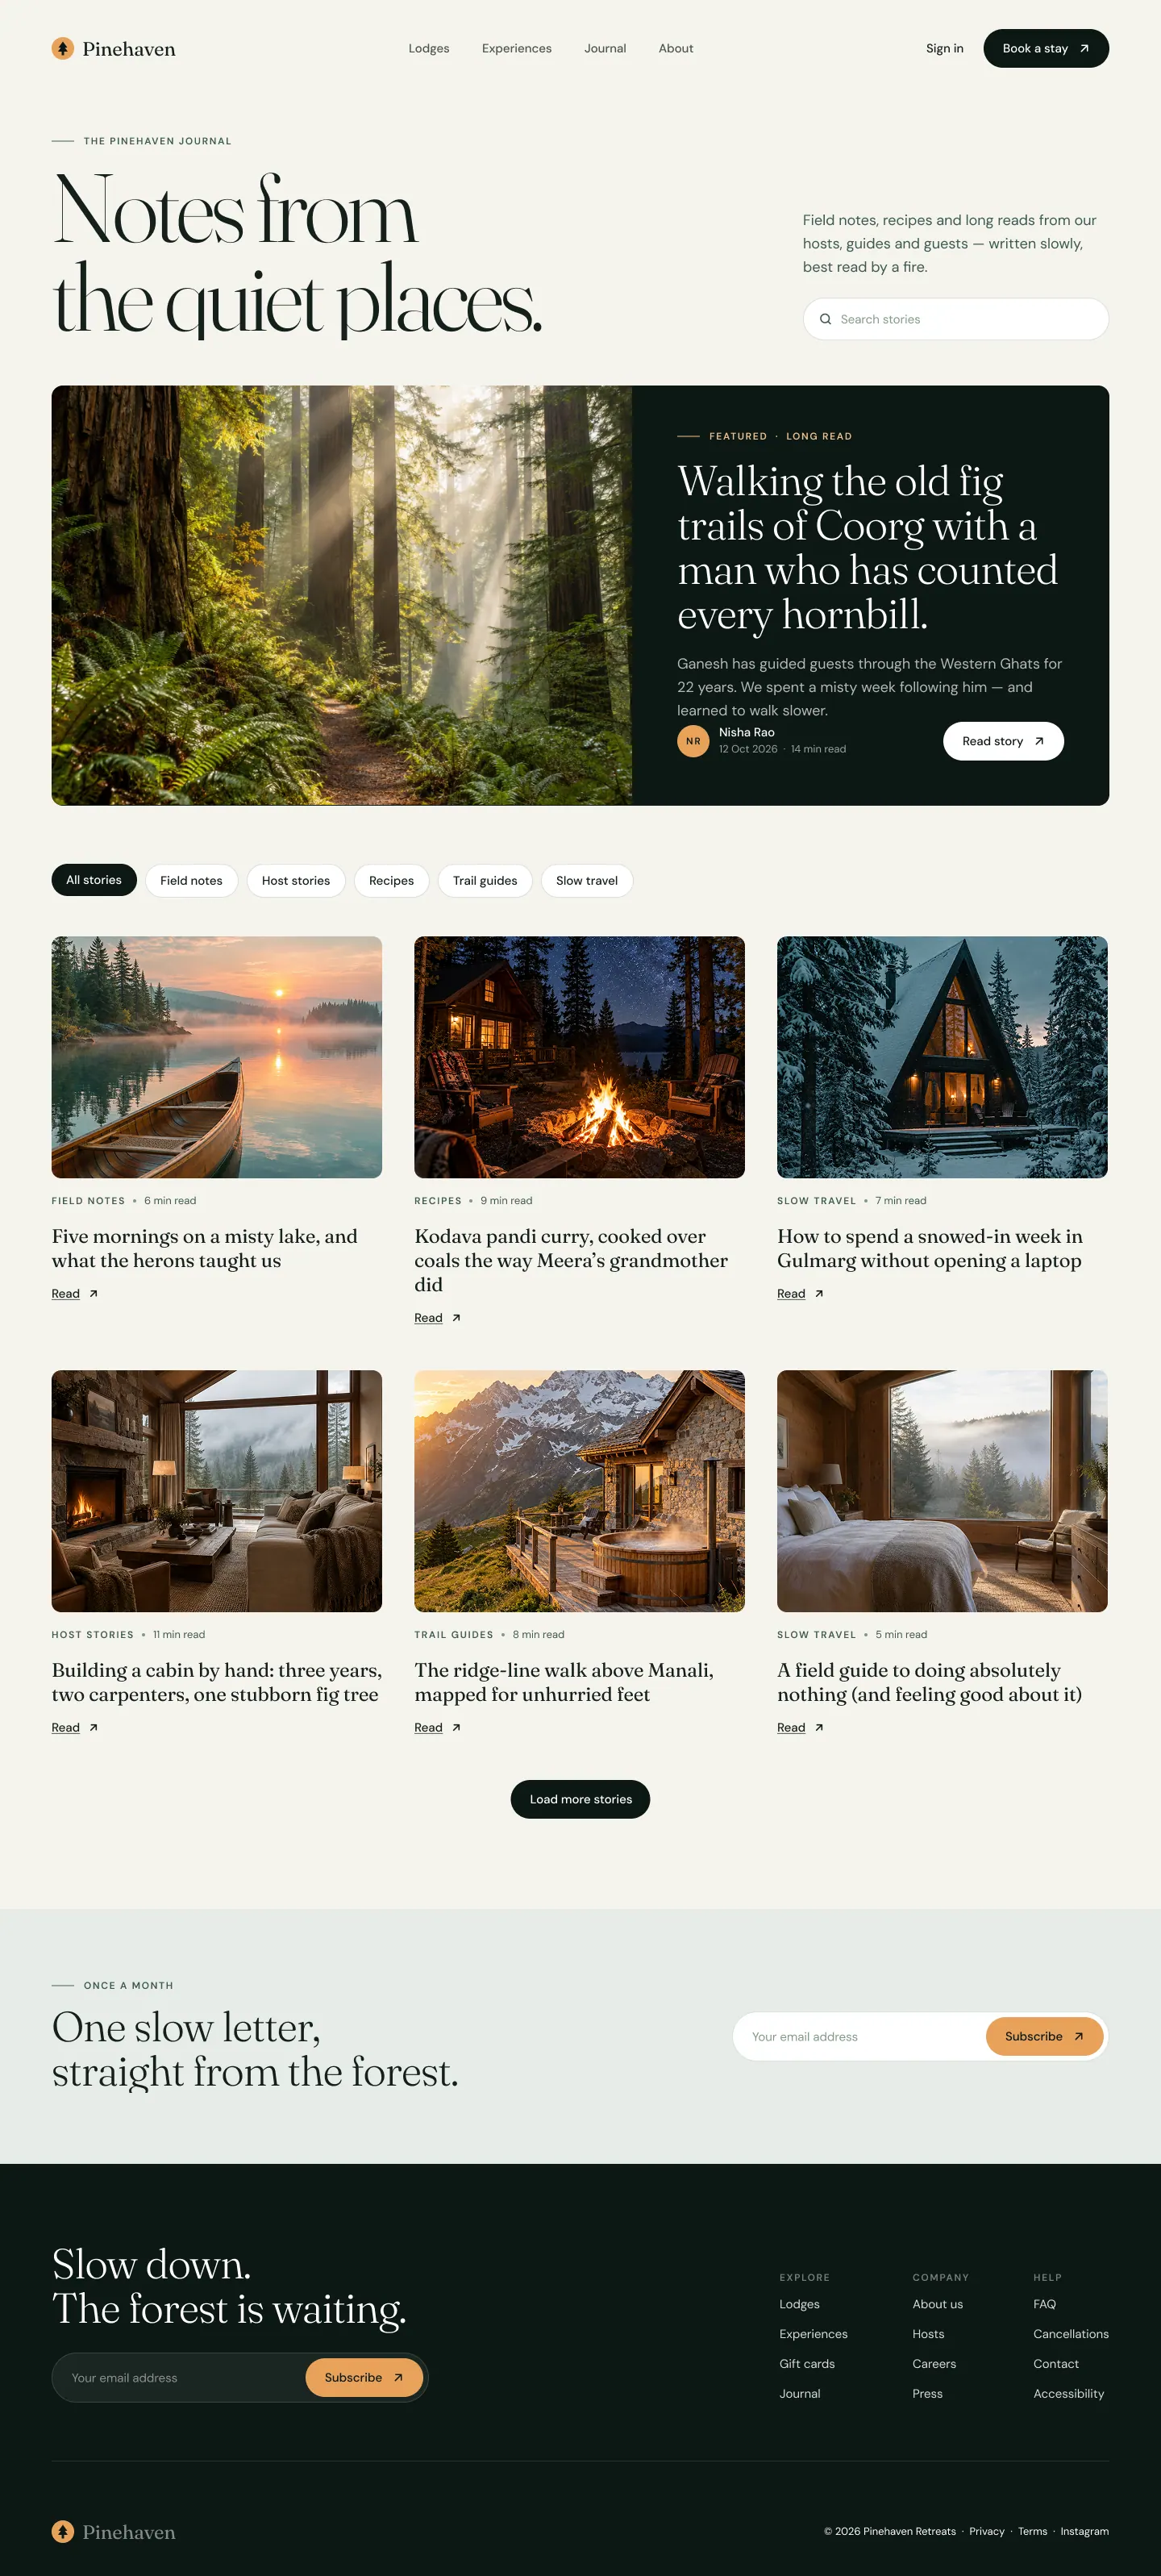 Pinehaven
Lodges
Experiences
Journal
About
Sign in
Book a stay
THE PINEHAVEN JOURNAL
Notes from
the quiet places.
Field notes, recipes and long reads from our
hosts, guides and guests — written slowly,
best read by a fire.
Search stories
FEATURED · LONG READ
Walking the old fig
trails of Coorg with a
man who has counted
every hornbill.
Ganesh has guided guests through the Western Ghats for
22 years. We spent a misty week following him — and
learned to walk slower.
NR
Nisha Rao
12 Oct 2026 · 14 min read
Read story
All stories
Field notes
Host stories
Recipes
Trail guides
Slow travel
FIELD NOTES • 6 min read
Five mornings on a misty lake, and
what the herons taught us
Read
RECIPES • 9 min read
Kodava pandi curry, cooked over
coals the way Meera’s grandmother
did
Read
SLOW TRAVEL • 7 min read
How to spend a snowed-in week in
Gulmarg without opening a laptop
Read
HOST STORIES • 11 min read
Building a cabin by hand: three years,
two carpenters, one stubborn fig tree
Read
TRAIL GUIDES • 8 min read
The ridge-line walk above Manali,
mapped for unhurried feet
Read
SLOW TRAVEL • 5 min read
A field guide to doing absolutely
nothing (and feeling good about it)
Read
Load more stories
ONCE A MONTH
One slow letter,
straight from the forest.
Your email address
Subscribe
Slow down.
The forest is waiting.
Your email address
Subscribe
EXPLORE
Lodges
Experiences
Gift cards
Journal
COMPANY
About us
Hosts
Careers
Press
HELP
FAQ
Cancellations
Contact
Accessibility
Pinehaven
© 2026 Pinehaven Retreats · Privacy · Terms · Instagram